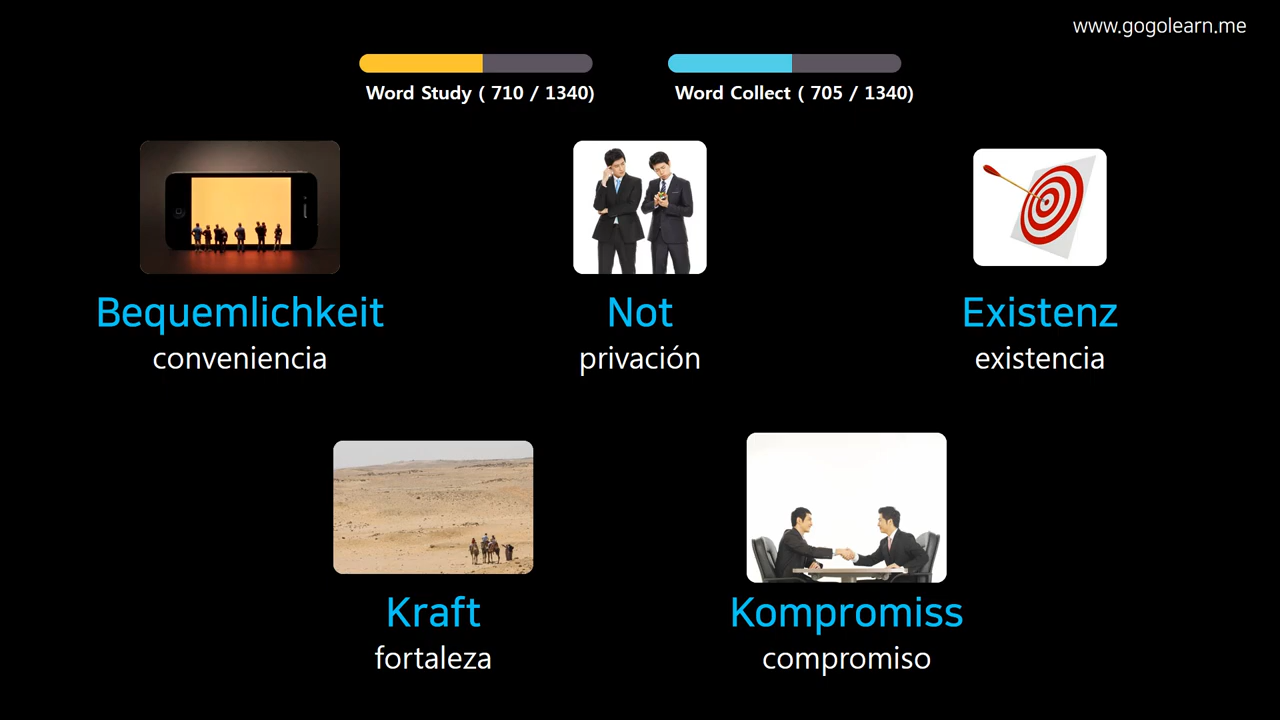 www.gogolearn.me
Word Study ( 710 / 1340)
Word Collect ( 705 / 1340)
Bequemlichkeit
conveniencia
Not
privación
Existenz
existencia
Kraft
fortaleza
Kompromiss
compromiso